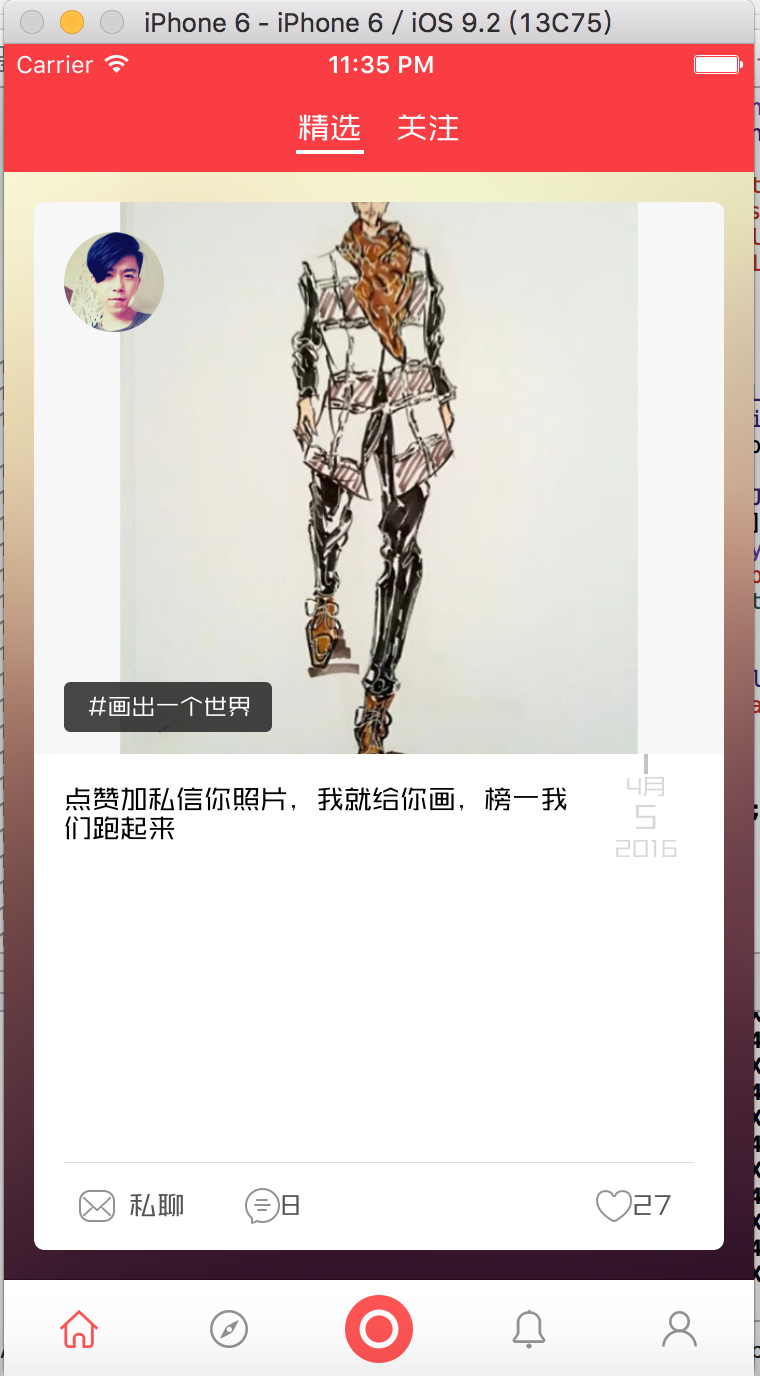 iPhone 6 - iPhone 6 / iOS 9.2 (13C75)
Carrier 11:35 PM
精选 关注
#画出一个世界
点赞加私信你照片，我就给你画，榜一我
们跑起来
4月
5
2016
私聊 8 27